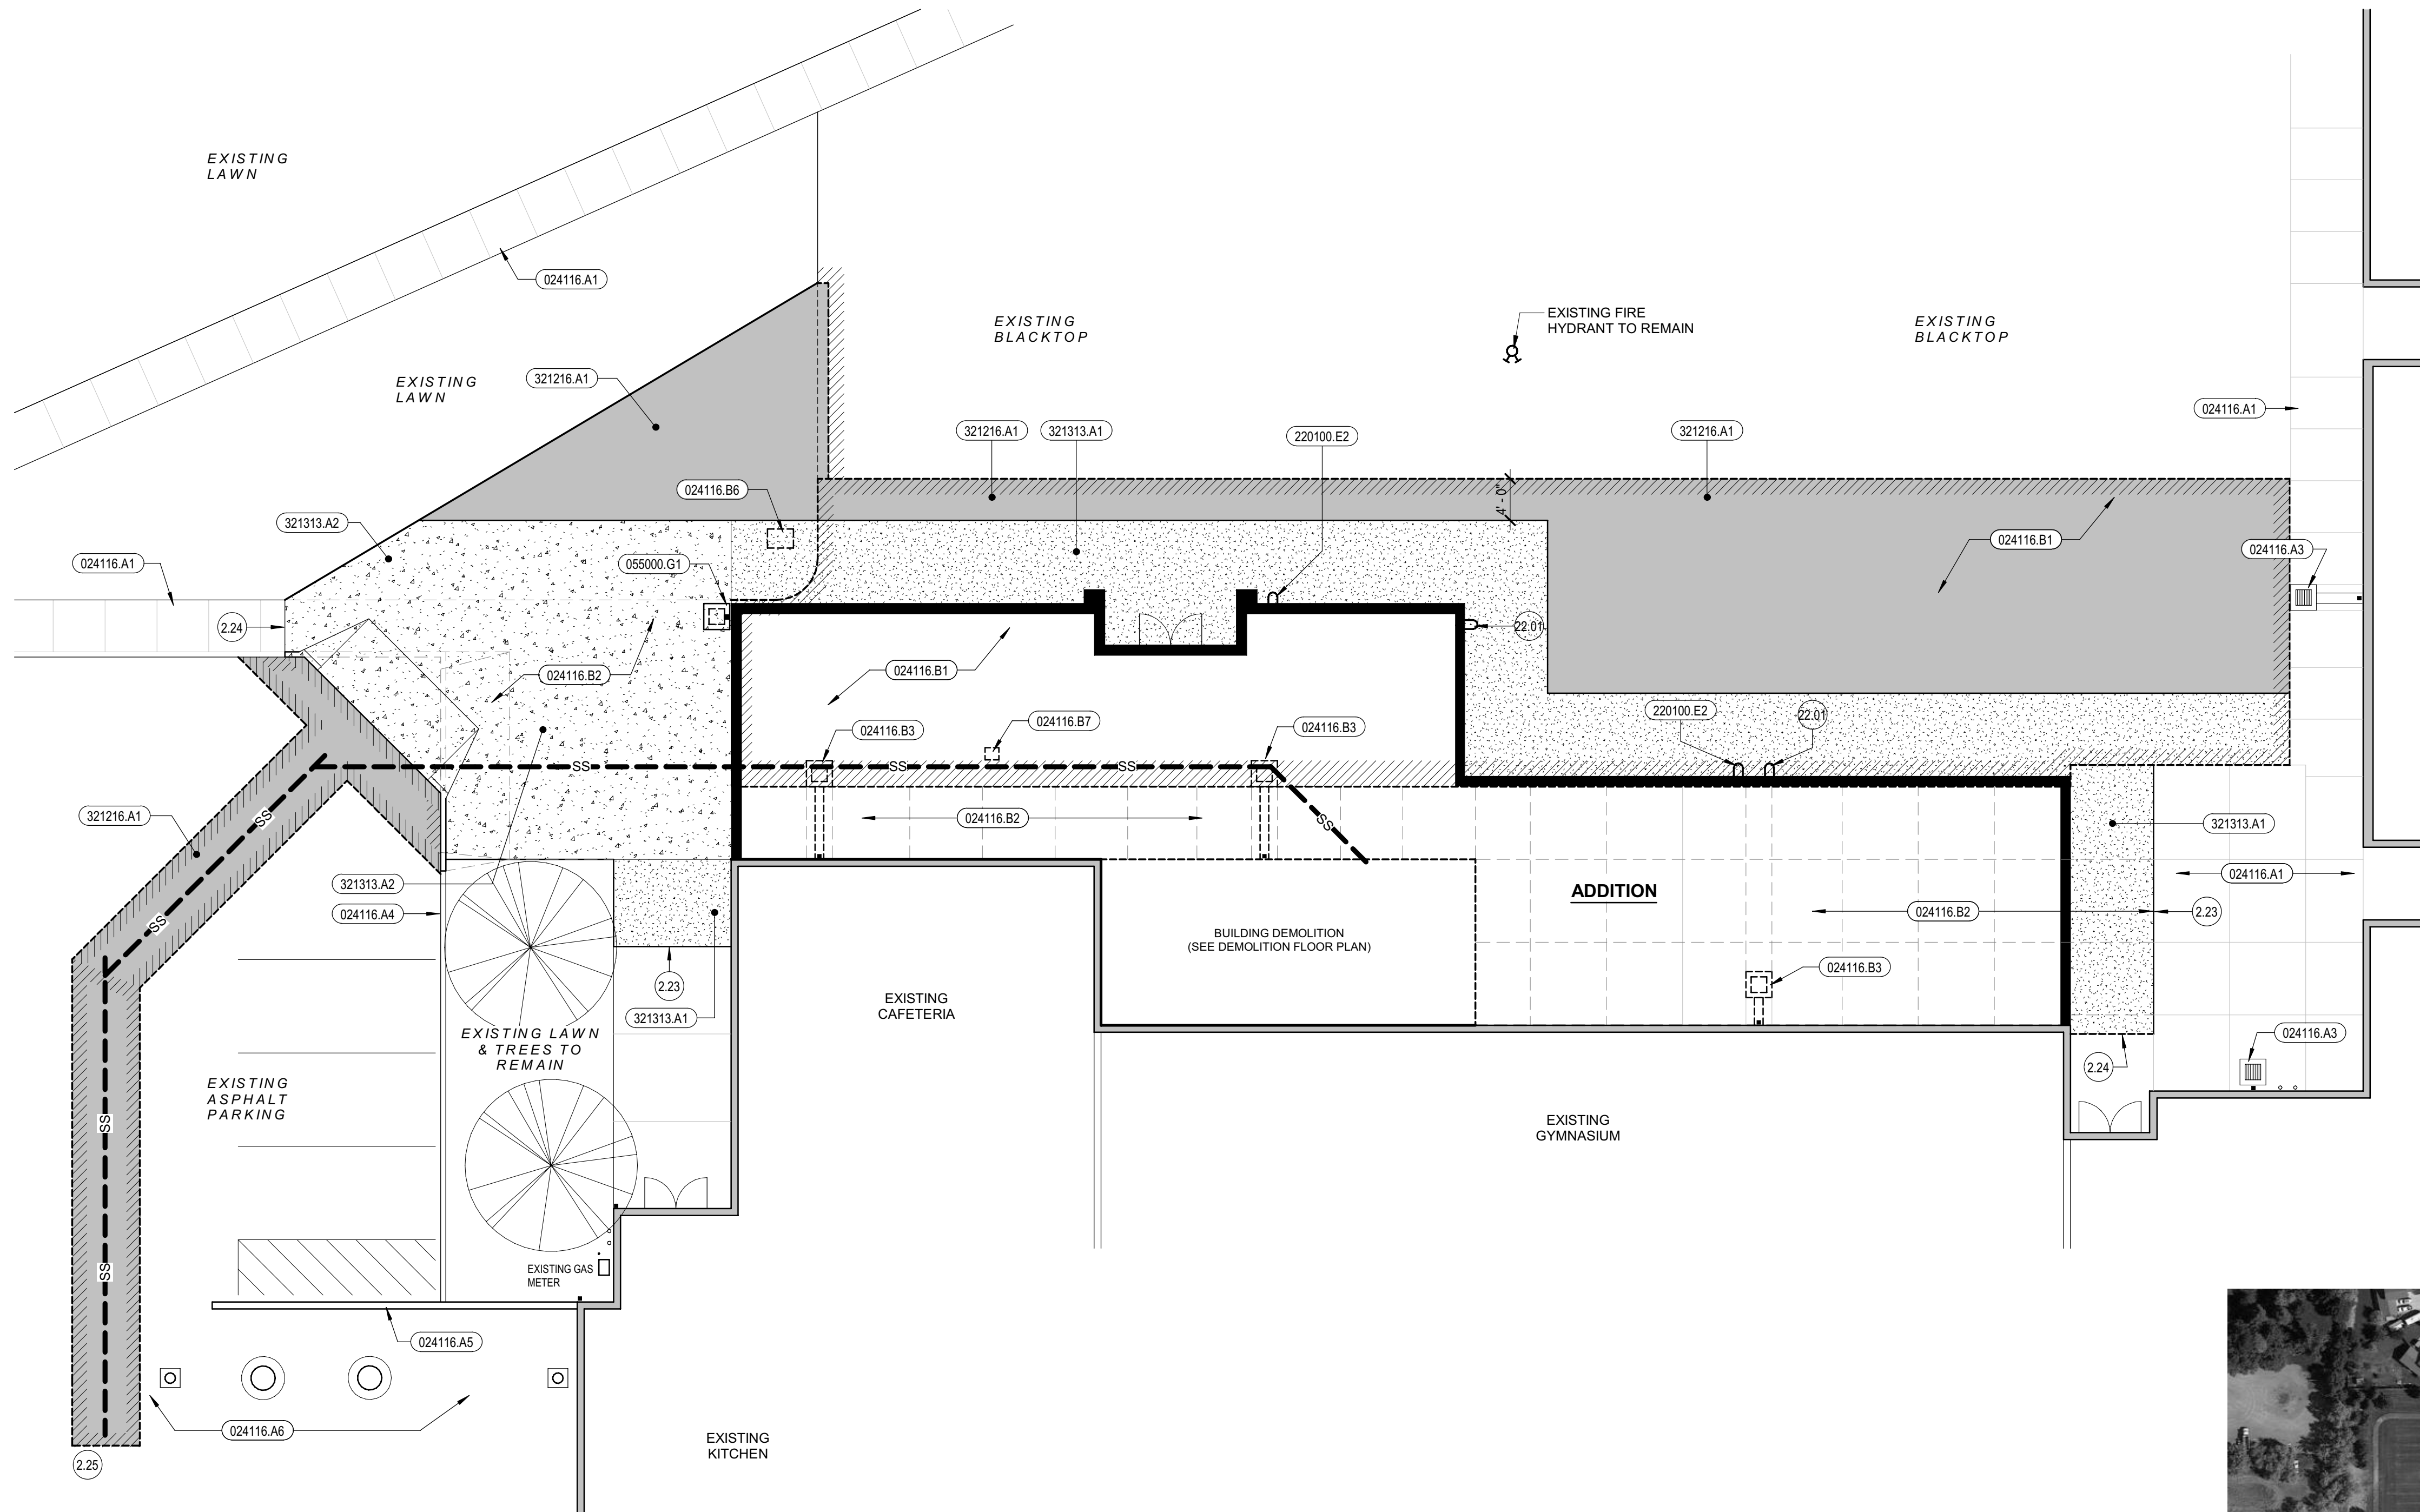 EXISTING
LAWN
024116.A1
EXISTING
BLACKTOP
EXISTING FIRE
HYDRANT TO REMAIN
EXISTING
BLACKTOP
EXISTING
LAWN
321216.A1
024116.A1
321216.A1
321313.A1
220100.E2
321216.A1
024116.B6
4' - 0"
321313.A2
024116.B1
024116.A3
024116.A1
055000.G1
2.24
22.01
024116.B2
024116.B1
220100.E2
22.01
024116.B3
024116.B7
024116.B3
SS
SS
SS
321216.A1
SS
024116.B2
SS
321313.A1
024116.A1
321313.A2
ADDITION
024116.A4
024116.B2
2.23
SS
BUILDING DEMOLITION
(SEE DEMOLITION FLOOR PLAN)
024116.B3
2.23
EXISTING
CAFETERIA
321313.A1
EXISTING LAWN
& TREES TO
REMAIN
024116.A3
2.24
EXISTING
ASPHALT
PARKING
SS
EXISTING
GYMNASIUM
SS
EXISTING GAS
METER
024116.A5
024116.A6
EXISTING
KITCHEN
2.25